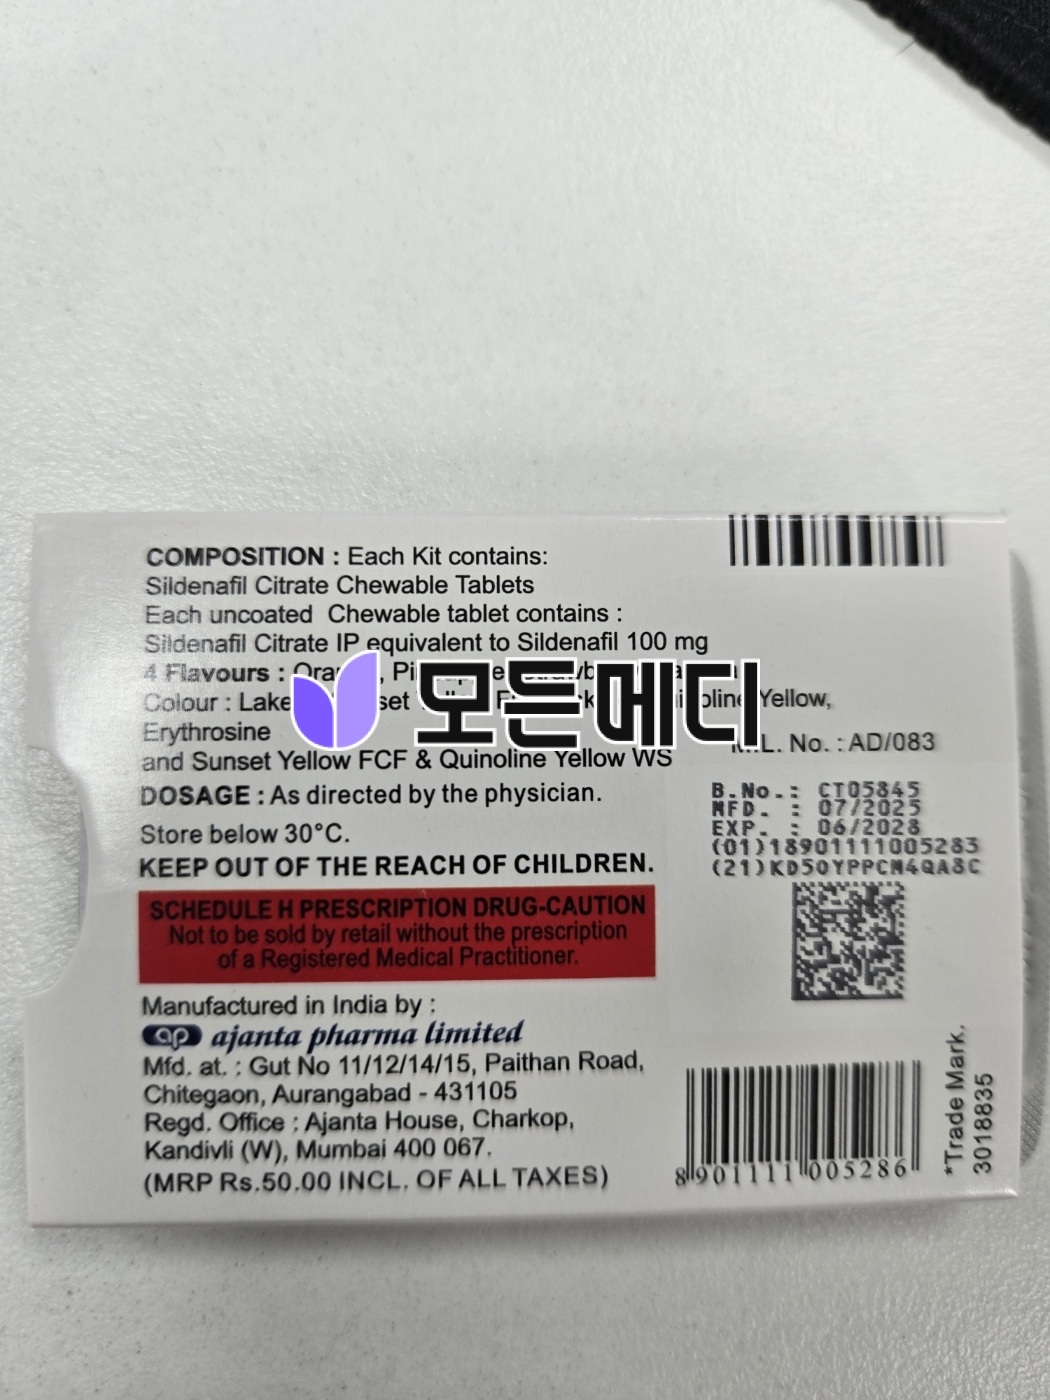 COMPOSITION : Each Kit contains:
Sildenafil Citrate Chewable Tablets
Each uncoated Chewable tablet contains :
Sildenafil Citrate IP equivalent to Sildenafil 100 mg
4 Flavours :
모든메디
Colour : Lake Yellow,
Erythrosine
and Sunset Yellow FCF & Quinoline Yellow WS
L. No. : AD/083
DOSAGE : As directed by the physician.
Store below 30°C.
KEEP OUT OF THE REACH OF CHILDREN.
B.No.: CT05845
MFD. : 07/2025
EXP. : 06/2028
(01)18901111005283
(21)KD50YPPCM4QA8C
SCHEDULE H PRESCRIPTION DRUG-CAUTION
Not to be sold by retail without the prescription
of a Registered Medical Practitioner.
Manufactured in India by :
ap ajanta pharma limited
Mfd. at. : Gut No 11/12/14/15, Paithan Road,
Chitegaon, Aurangabad - 431105
Regd. Office : Ajanta House, Charkop,
Kandivli (W), Mumbai 400 067.
(MRP Rs.50.00 INCL. OF ALL TAXES)
8901111005286
*Trade Mark.
3018835